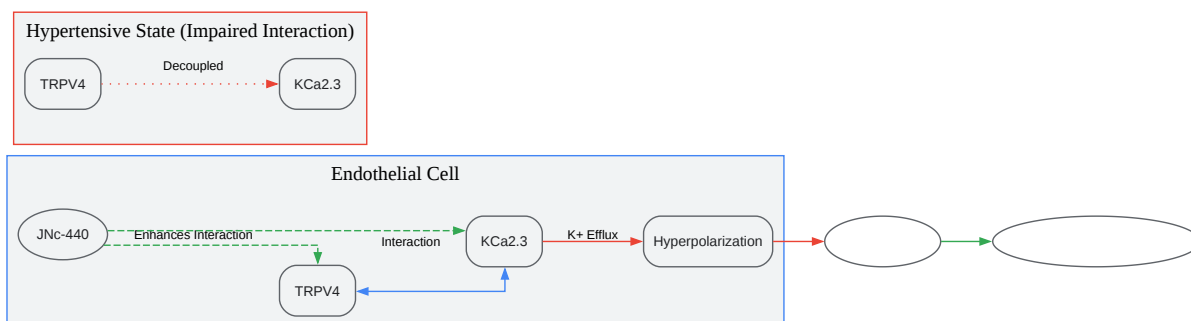 Hypertensive State (Impaired Interaction)
Decoupled
TRPV4
KCa2.3
Endothelial Cell
JNc-440
Enhances Interaction
Interaction
KCa2.3
K+ Efflux
Hyperpolarization
TRPV4